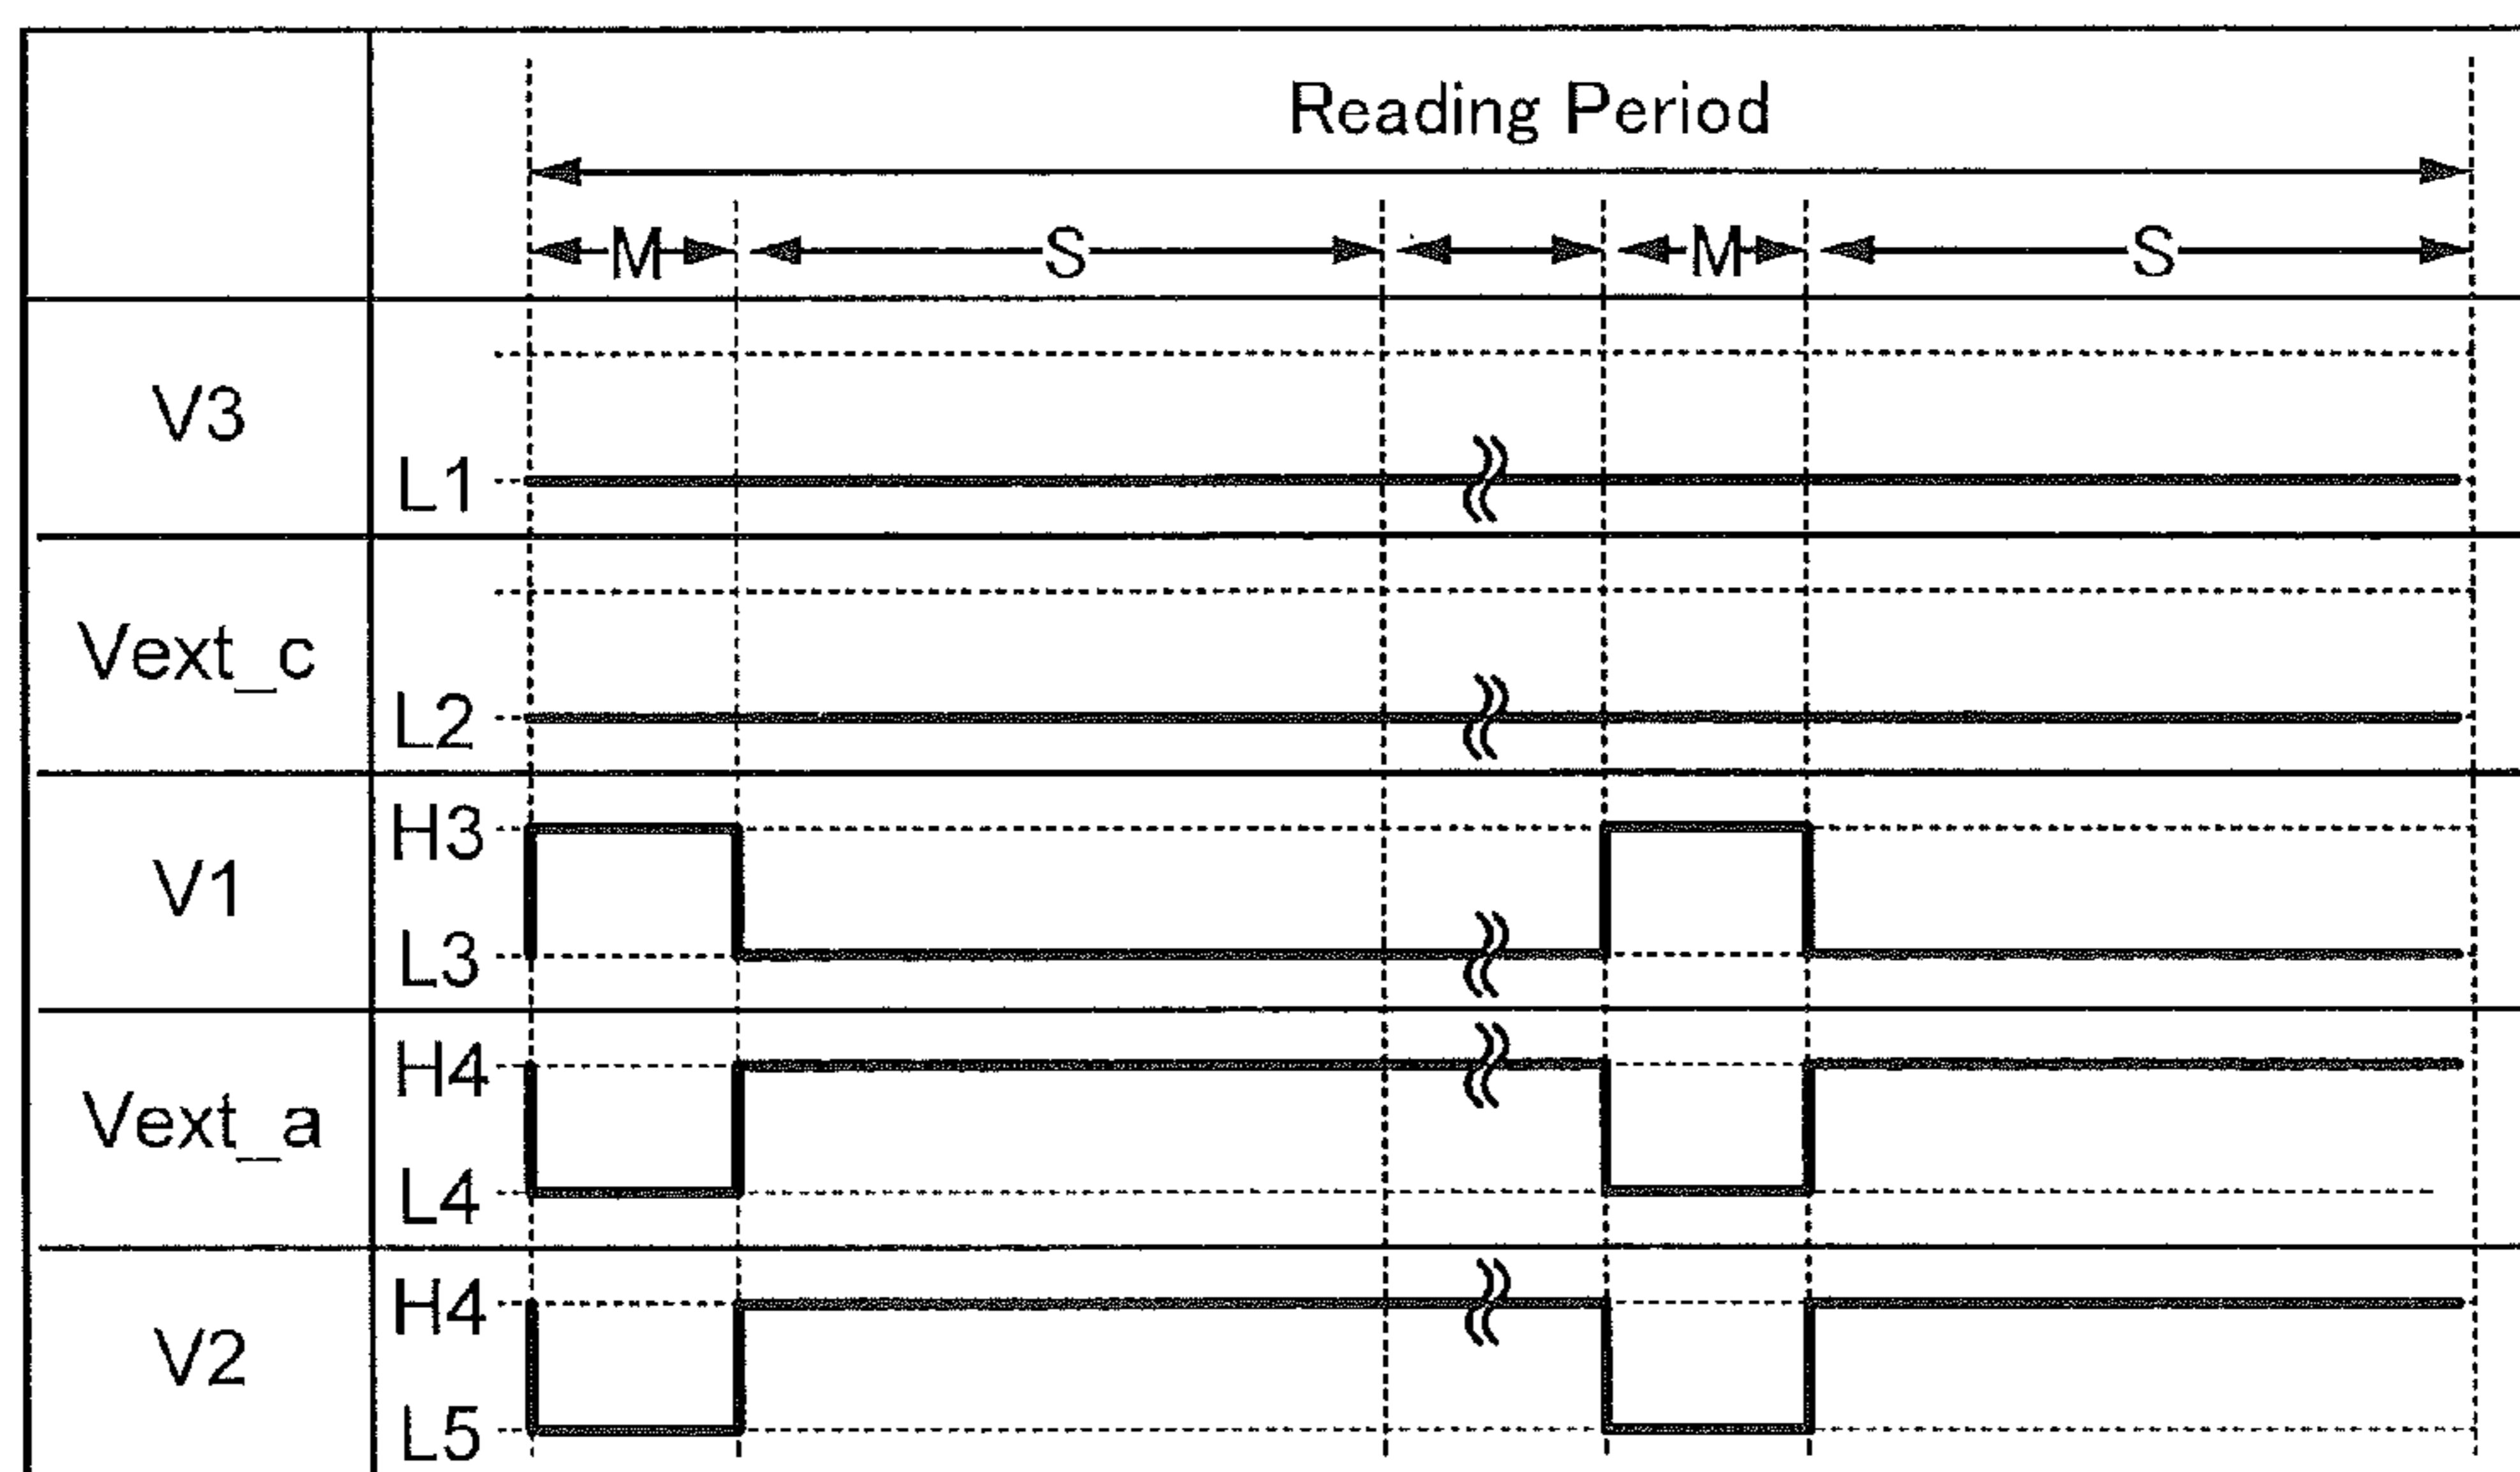 Reading Period
M S M S
V3
L1
Vext_c
L2
V1
H3
L3
Vext_a
H4
L4
V2
H4
L5